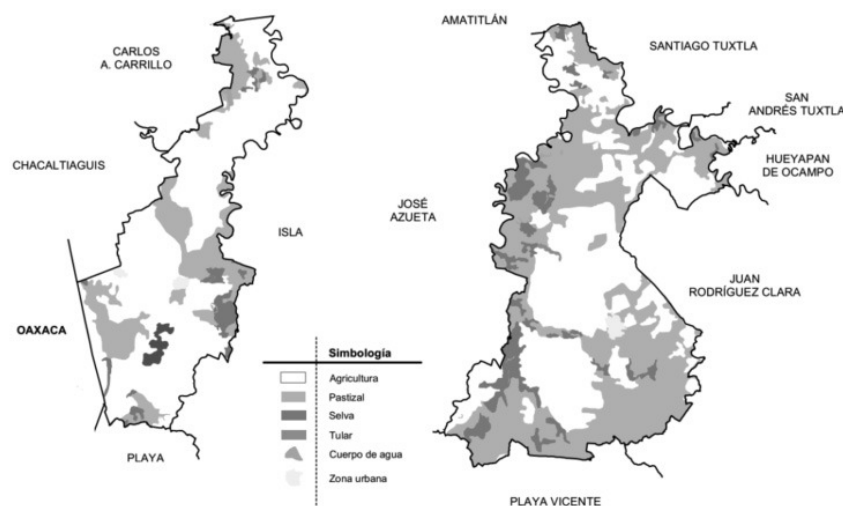 AMATITLÁN
SANTIAGO TUXTLA
CARLOS
A. CARRILLO
SAN
ANDRÉS TUXTLA
HUEYAPAN
DE OCAMPO
CHACALTIAGUIS
JOSÉ
AZUETA
ISLA
JUAN
RODRÍGUEZ CLARA
OAXACA
Simbología
Agricultura
Pastizal
Selva
Tular
Cuerpo de agua
Zona urbana
PLAYA
PLAYA VICENTE